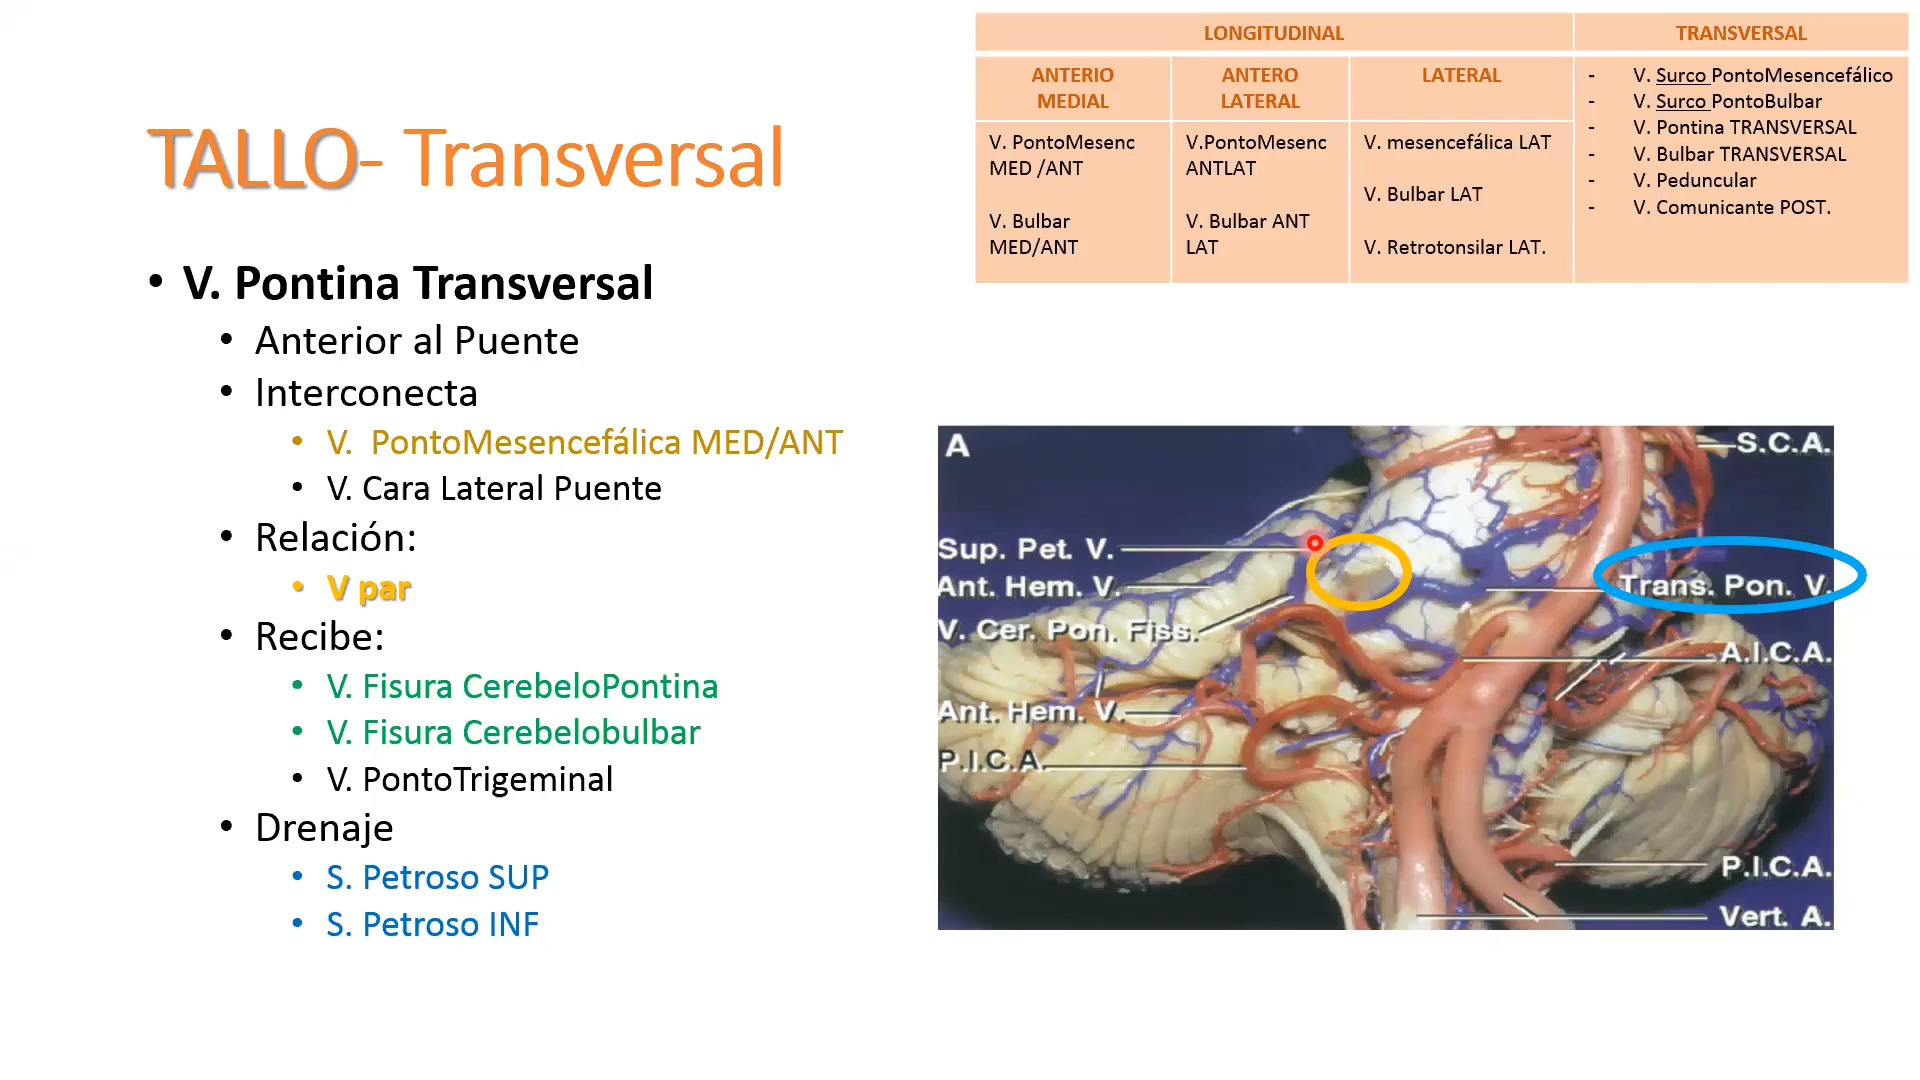 TALLO- Transversal
• V. Pontina Transversal
• Anterior al Puente
• Interconecta
• V. PontoMesencefálica MED/ANT
• V. Cara Lateral Puente
• Relación:
• V par
• Recibe:
• V. Fisura CerebeloPontina
• V. Fisura Cerebelobulbar
• V. PontoTrigeminal
• Drenaje
• S. Petroso SUP
• S. Petroso INF
LONGITUDINAL
TRANSVERSAL
ANTERIO
MEDIAL
ANTERO
LATERAL
LATERAL
V. PontoMesenc
MED /ANT
V. Bulbar
MED/ANT
V.PontoMesenc
ANTLAT
V. Bulbar ANT
LAT
V. mesencefálica LAT
V. Bulbar LAT
V. Retrotonsilar LAT.
- V. Surco PontoMesencefálico
- V. Surco PontoBulbar
- V. Pontina TRANSVERSAL
- V. Bulbar TRANSVERSAL
- V. Peduncular
- V. Comunicante POST.
A
S.C.A.
Sup. Pet. V.
Ant. Hem. V.
Trans. Pon. V.
V. Cer. Pon. Fiss.
A.I.C.A.
Ant. Hem. V.
P.I.C.A.
P.I.C.A.
Vert. A.